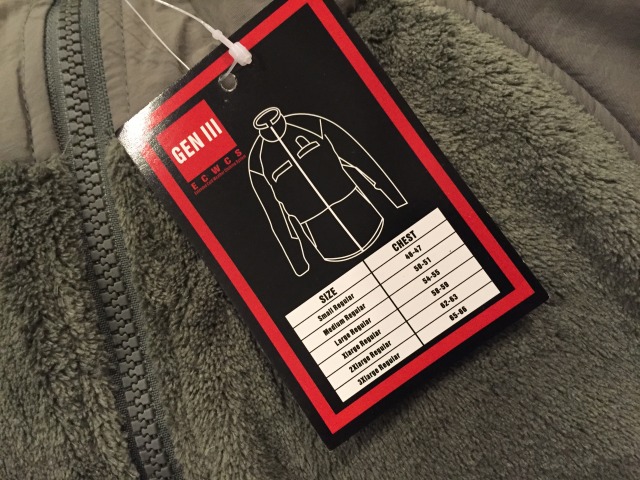 GEN III
E C W C S
SIZE CHEST
Small Regular 46-47
Medium Regular 50-51
Large Regular 54-55
Xlarge Regular 58-59
2Xlarge Regular 62-63
3Xlarge Regular 65-66